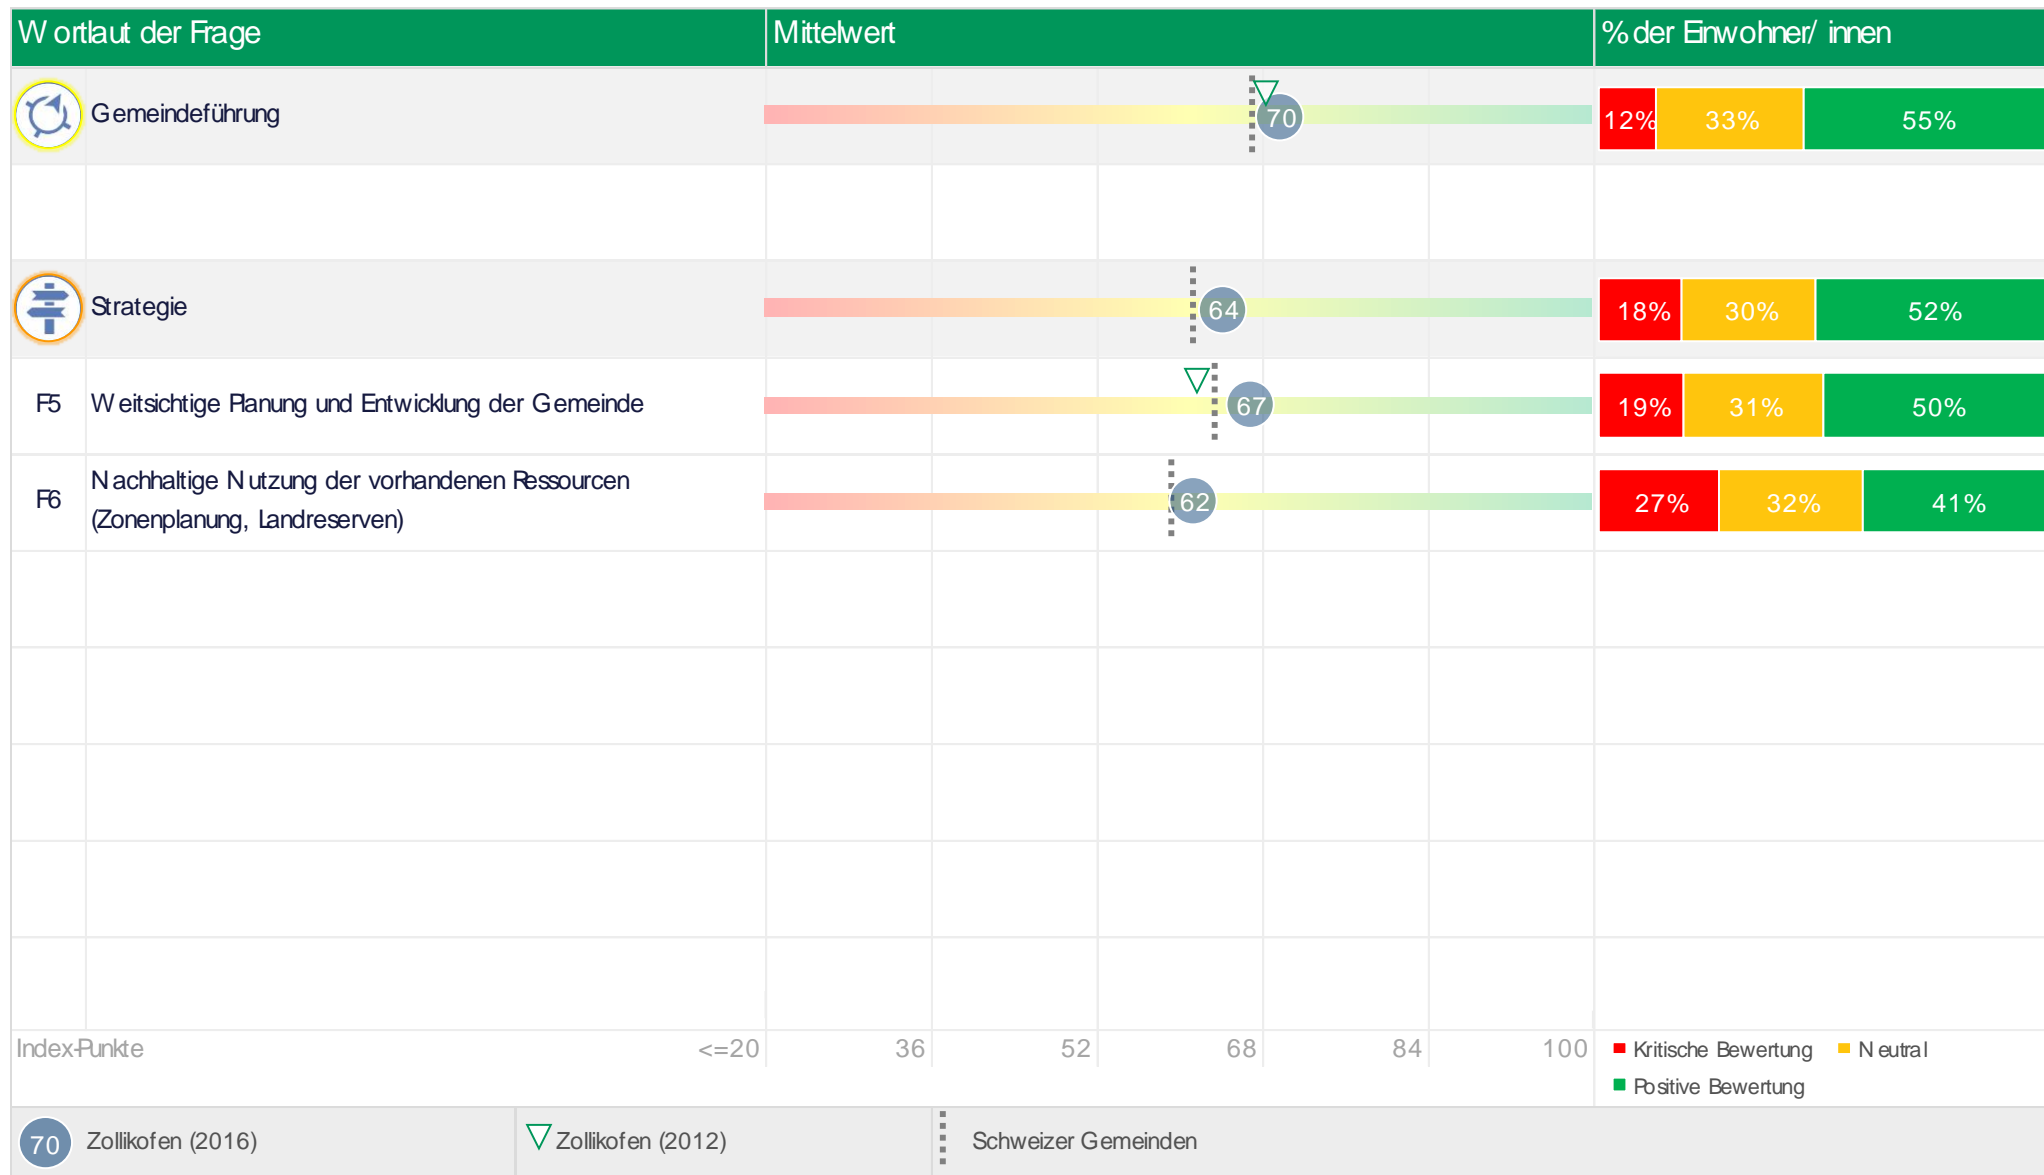 Wortlaut der Frage Mittelwert % der Einwohner/innen
Gemeindeführung 70 12% 33% 55%
Strategie 64 18% 30% 52%
F5 Weitsichtige Planung und Entwicklung der Gemeinde 67 19% 31% 50%
F6 Nachhaltige Nutzung der vorhandenen Ressourcen
(Zonenplanung, Landreserven) 62 27% 32% 41%
Index-Punkte <=20 36 52 68 84 100
Kritische Bewertung Neutral
Positive Bewertung
70 Zollikofen (2016) Zollikofen (2012) Schweizer Gemeinden